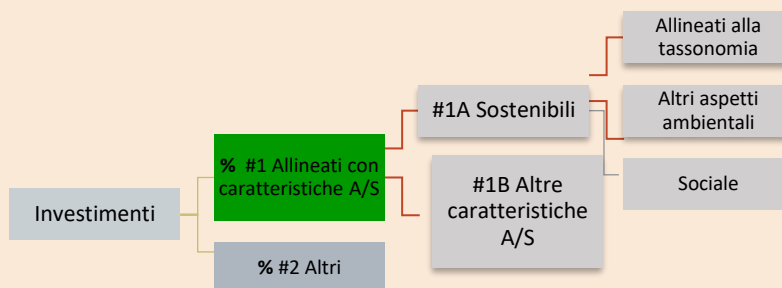 Investimenti
% #1 Allineati con
caratteristiche A/S
% #2 Altri
#1A Sostenibili
#1B Altre
caratteristiche
A/S
Allineati alla
tassonomia
Altri aspetti
ambientali
Sociale